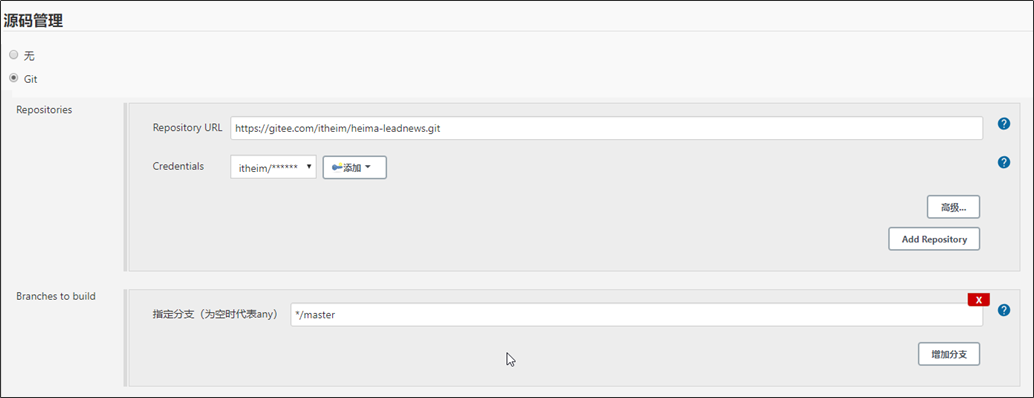 源码管理
无
Git
Repositories
Repository URL https://gitee.com/itheim/heima-leadnews.git
Credentials itheim/****** 添加
高级...
Add Repository
Branches to build
X
指定分支（为空时代表any） */master
增加分支